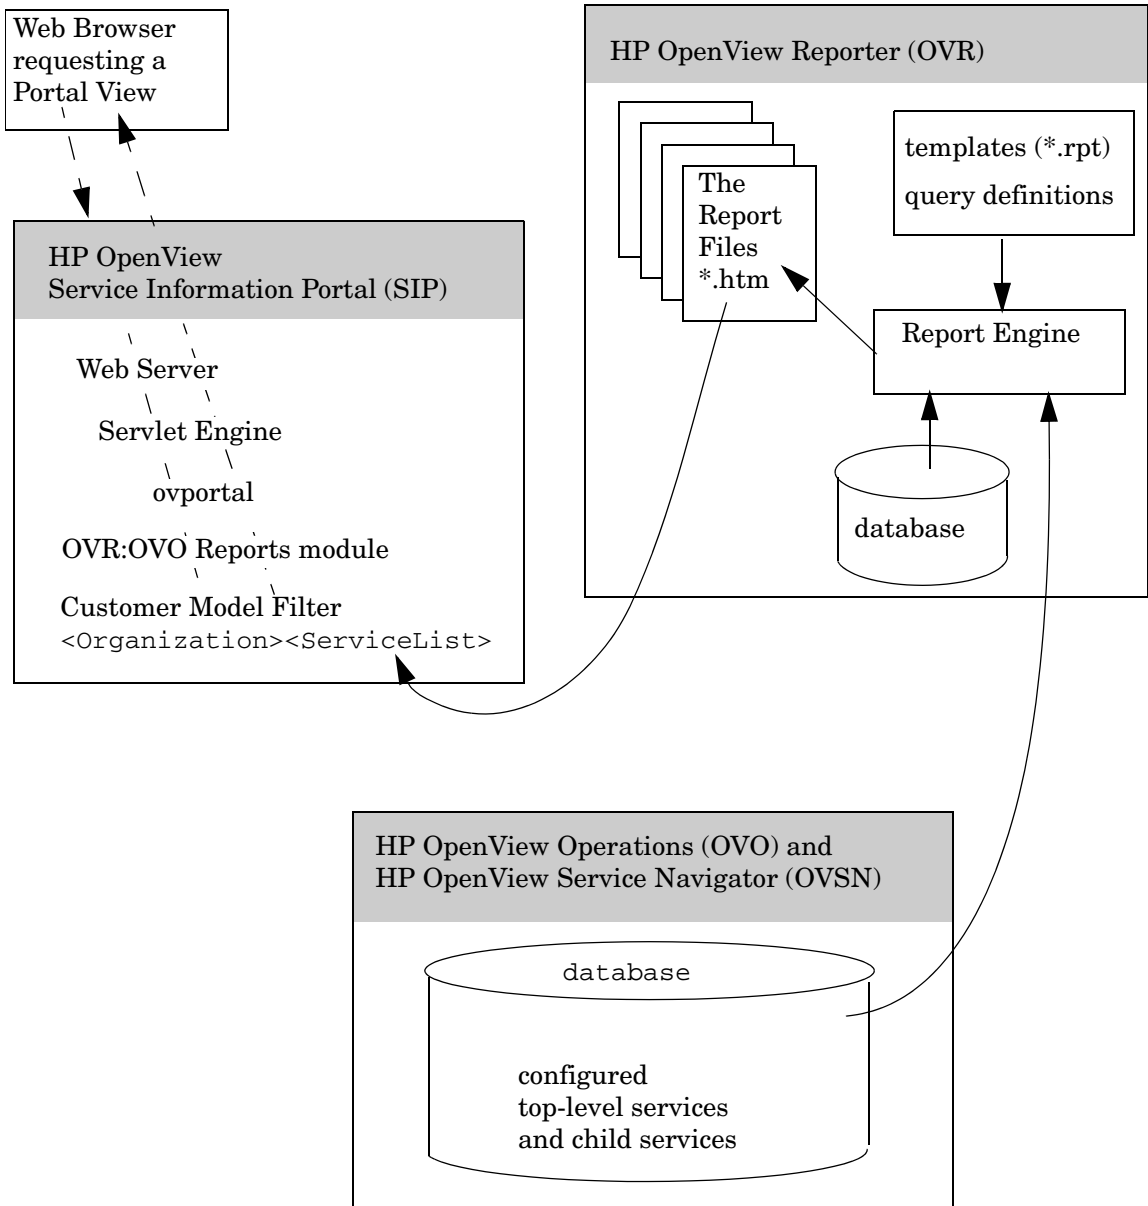 Web Browser
requesting a
Portal View
HP OpenView
Service Information Portal (SIP)
Web Server
Servlet Engine
ovportal
OVR:OVO Reports module
Customer Model Filter
<Organization><ServiceList>
HP OpenView Reporter (OVR)
The
Report
Files
*.htm
templates (*.rpt)
query definitions
Report Engine
database
HP OpenView Operations (OVO) and
HP OpenView Service Navigator (OVSN)
database
configured
top-level services
and child services